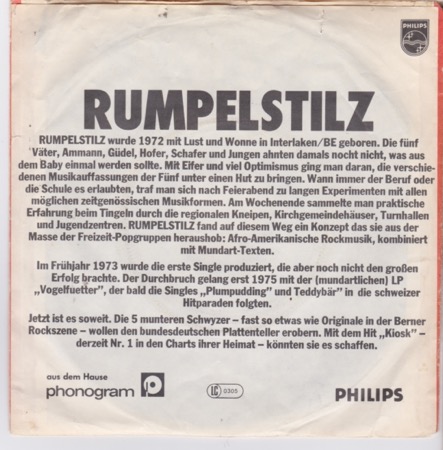 PHILIPS
RUMPELSTILZ
RUMPELSTILZ wurde 1972 mit Lust und Wonne in Interlaken/BE geboren. Die fünf
Väter, Ammann, Güdel, Hofer, Schafer und Jungen ahnten damals nocht nicht, was aus
dem Baby einmal werden sollte. Mit Eifer und viel Optimismus ging man daran, die verschie-
denen Musikauffassungen der Fünf unter einen Hut zu bringen. Wann immer der Beruf oder
die Schule es erlaubten, traf man sich nach Feierabend zu langen Experimenten mit allen
möglichen zeitgenössischen Musikformen. Am Wochenende sammelte man praktische
Erfahrung beim Tingeln durch die regionalen Kneipen, Kirchgemeindehäuser, Turnhallen
und Jugendzentren. RUMPELSTILZ fand auf diesem Weg ein Konzept das sie aus der
Masse der Freizeit-Popgruppen heraushob: Afro-Amerikanische Rockmusik, kombiniert
mit Mundart-Texten.
Im Frühjahr 1973 wurde die erste Single produziert, die aber noch nicht den großen
Erfolg brachte. Der Durchbruch gelang erst 1975 mit der (mundartlichen) LP
„Vogelfuetter”, der bald die Singles „Plumpudding” und Teddybär” in die schweizer
Hitparaden folgten.
Jetzt ist es soweit. Die 5 munteren Schwyzer – fast so etwas wie Originale in der Berner
Rockszene – wollen den bundesdeutschen Plattenteller erobern. Mit dem Hit „Kiosk” –
derzeit Nr. 1 in den Charts ihrer Heimat – könnten sie es schaffen.
aus dem Hause
phonogram
LC 0305
PHILIPS